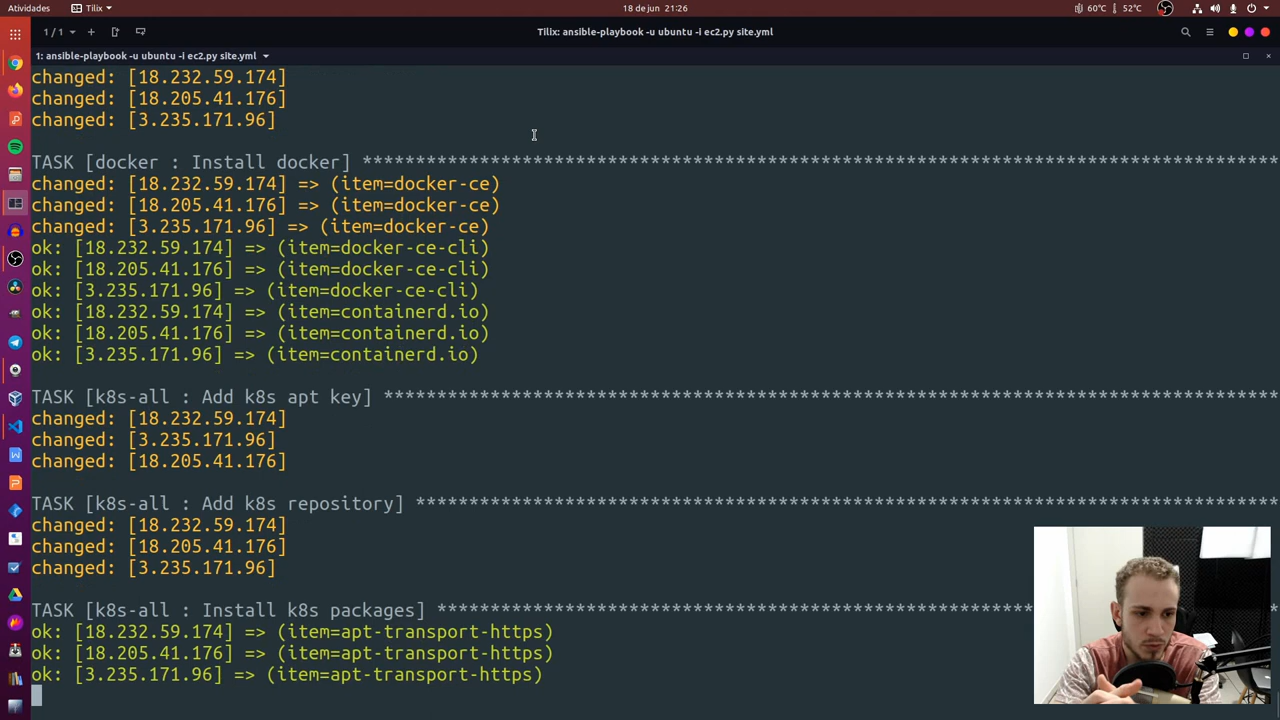 Atividades
Tilix
18 de jun 21:26
60°C
52°C
1 / 1
Tilix: ansible-playbook -u ubuntu -i ec2.py site.yml
1: ansible-playbook -u ubuntu -i ec2.py site.yml
changed: [18.232.59.174]
changed: [18.205.41.176]
changed: [3.235.171.96]
TASK [docker : Install docker] **************************************************************************************
changed: [18.232.59.174] => (item=docker-ce)
changed: [18.205.41.176] => (item=docker-ce)
changed: [3.235.171.96] => (item=docker-ce)
ok: [18.232.59.174] => (item=docker-ce-cli)
ok: [18.205.41.176] => (item=docker-ce-cli)
ok: [3.235.171.96] => (item=docker-ce-cli)
ok: [18.232.59.174] => (item=containerd.io)
ok: [18.205.41.176] => (item=containerd.io)
ok: [3.235.171.96] => (item=containerd.io)
TASK [k8s-all : Add k8s apt key] ************************************************************************************
changed: [18.232.59.174]
changed: [3.235.171.96]
changed: [18.205.41.176]
TASK [k8s-all : Add k8s repository] *********************************************************************************
changed: [18.232.59.174]
changed: [18.205.41.176]
changed: [3.235.171.96]
TASK [k8s-all : Install k8s packages] ********************************************************
ok: [18.232.59.174] => (item=apt-transport-https)
ok: [18.205.41.176] => (item=apt-transport-https)
ok: [3.235.171.96] => (item=apt-transport-https)